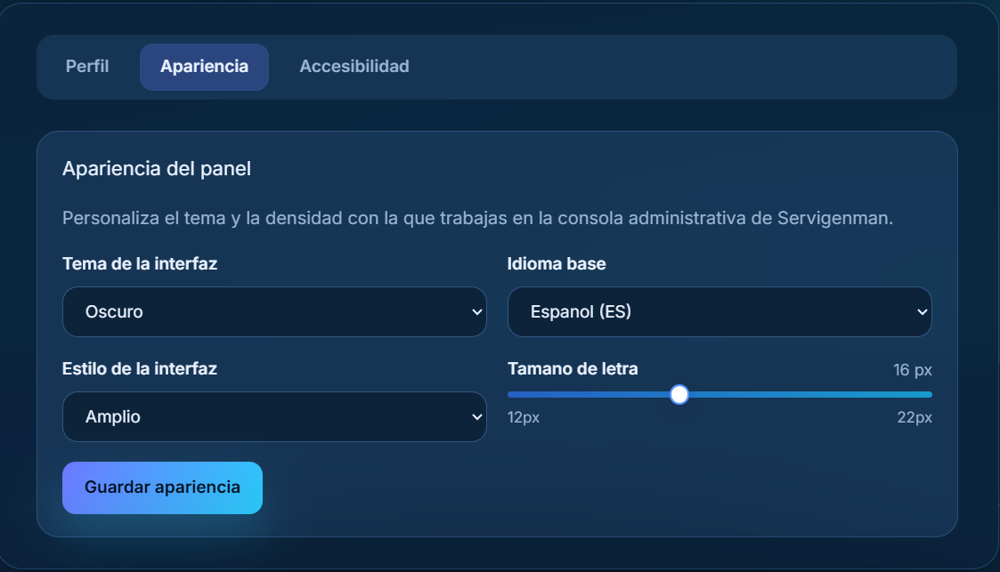 Perfil
Apariencia
Accesibilidad
Apariencia del panel
Personaliza el tema y la densidad con la que trabajas en la consola administrativa de Servigenman.
Tema de la interfaz
Oscuro
Idioma base
Espanol (ES)
Estilo de la interfaz
Amplio
Tamano de letra
16 px
12px
22px
Guardar apariencia